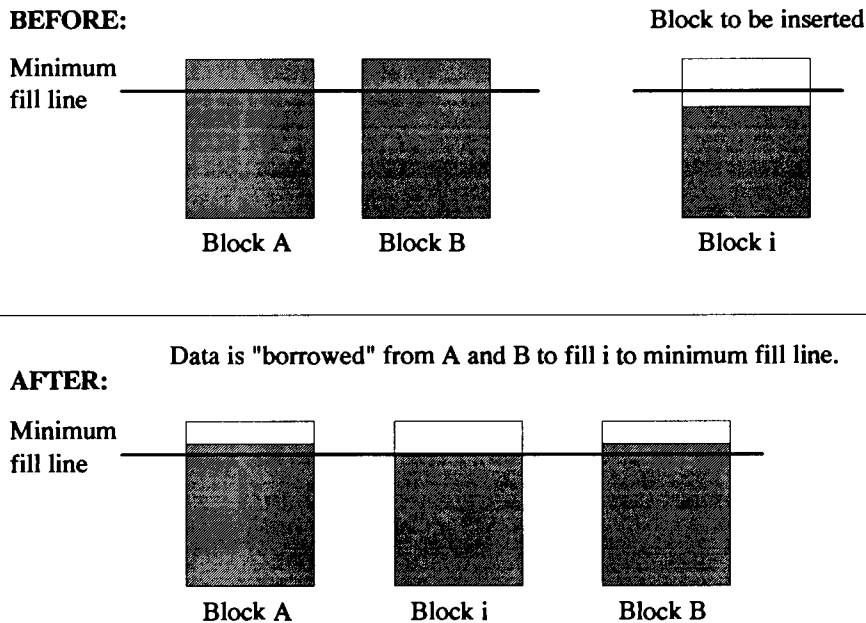 BEFORE:
Block to be inserted
Minimum
fill line
Block A
Block B
Block i
Data is "borrowed" from A and B to fill i to minimum fill line.
AFTER:
Minimum
fill line
Block A
Block i
Block B